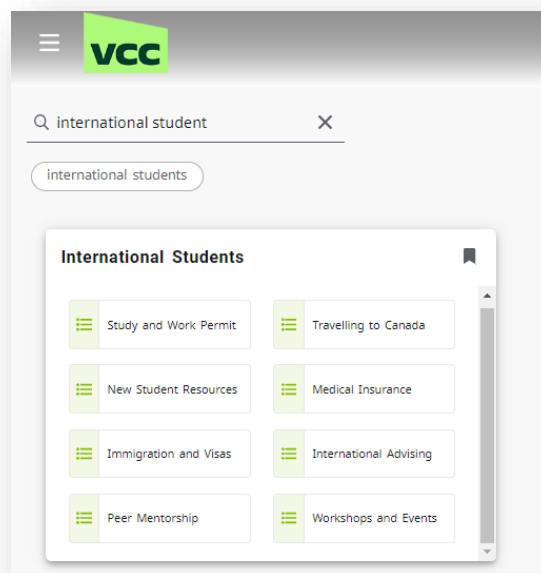 VCC
international student
international students
International Students
Study and Work Permit
Travelling to Canada
New Student Resources
Medical Insurance
Immigration and Visas
International Advising
Peer Mentorship
Workshops and Events